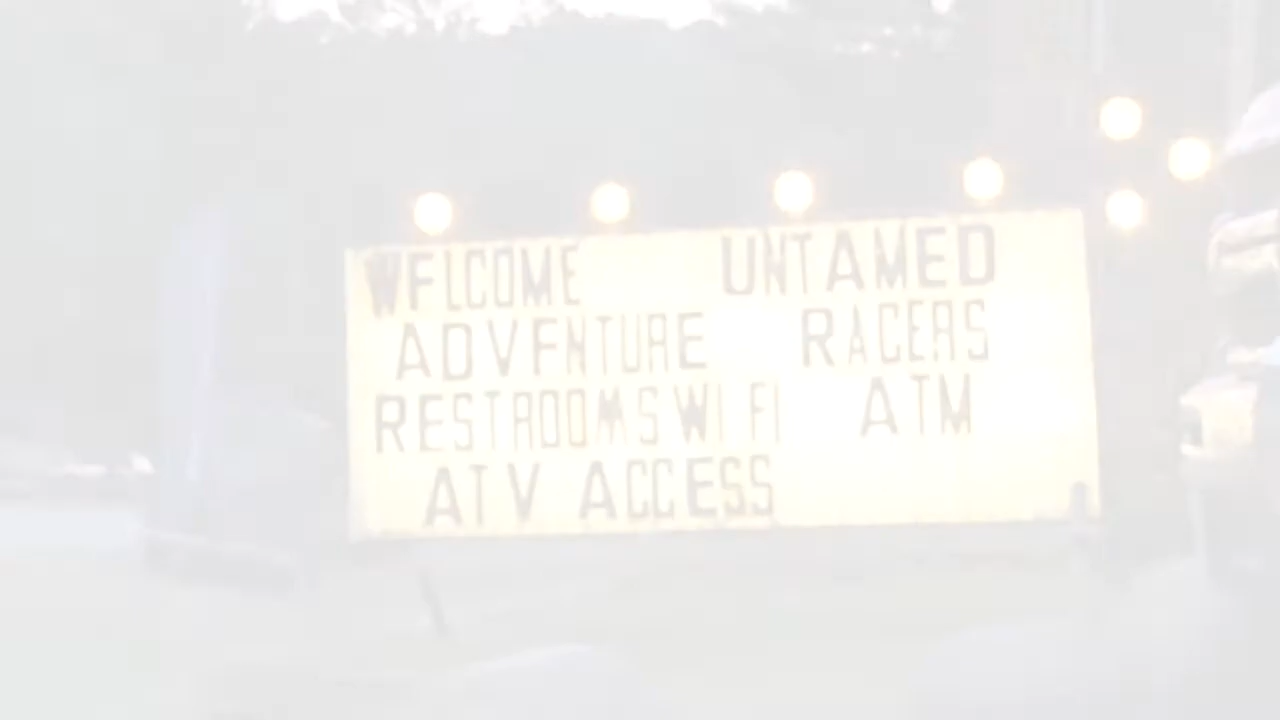 WELCOME UNTAMED
ADVENTURE RACERS
RESTROOMS WI FI ATM
ATV ACCESS